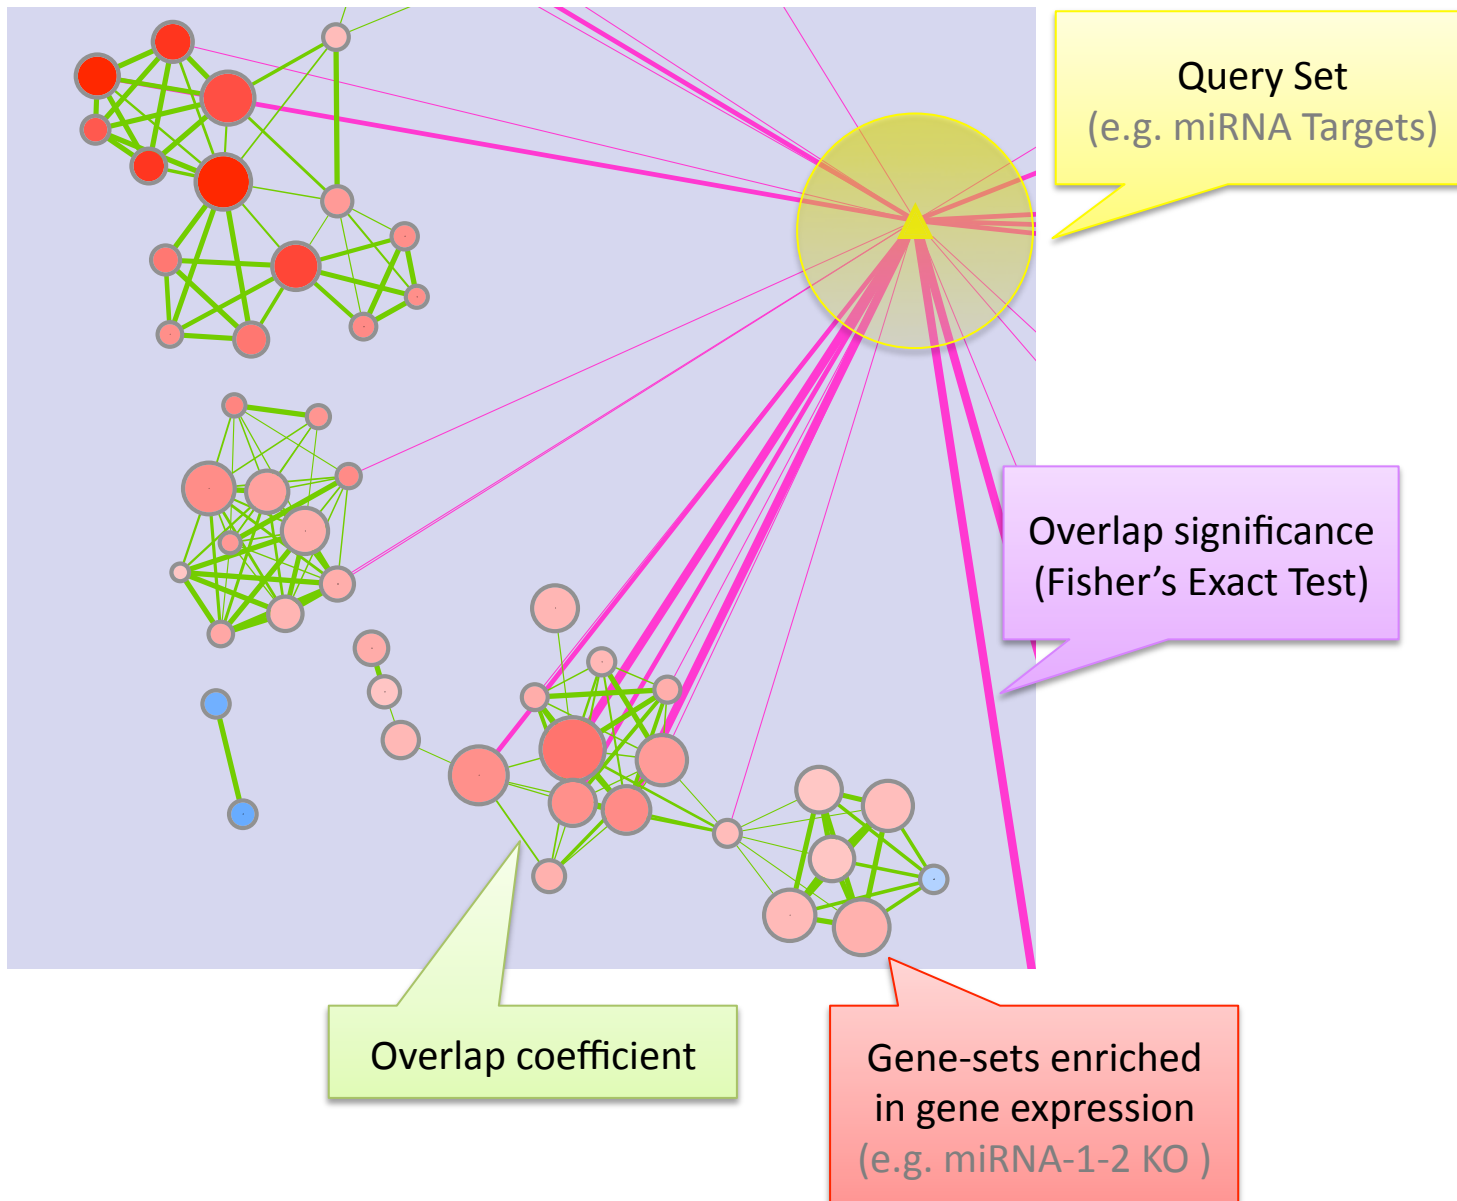 Query Set
(e.g. miRNA Targets)
Overlap significance
(Fisher’s Exact Test)
Overlap coefficient
Gene-sets enriched
in gene expression
(e.g. miRNA-1-2 KO )